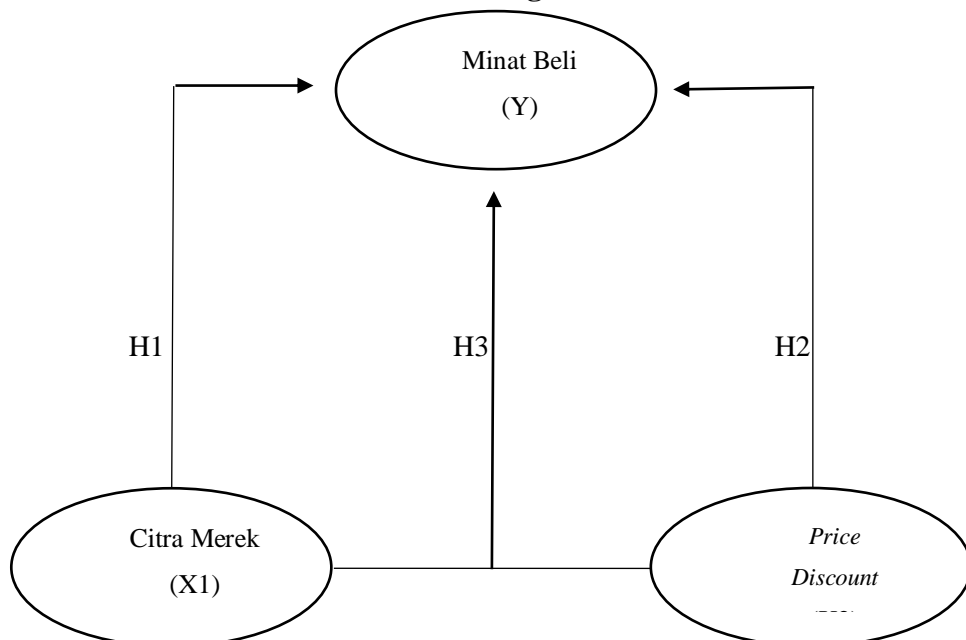 Minat Beli
(Y)
H1
H3
H2
Citra Merek
(X1)
Price
Discount